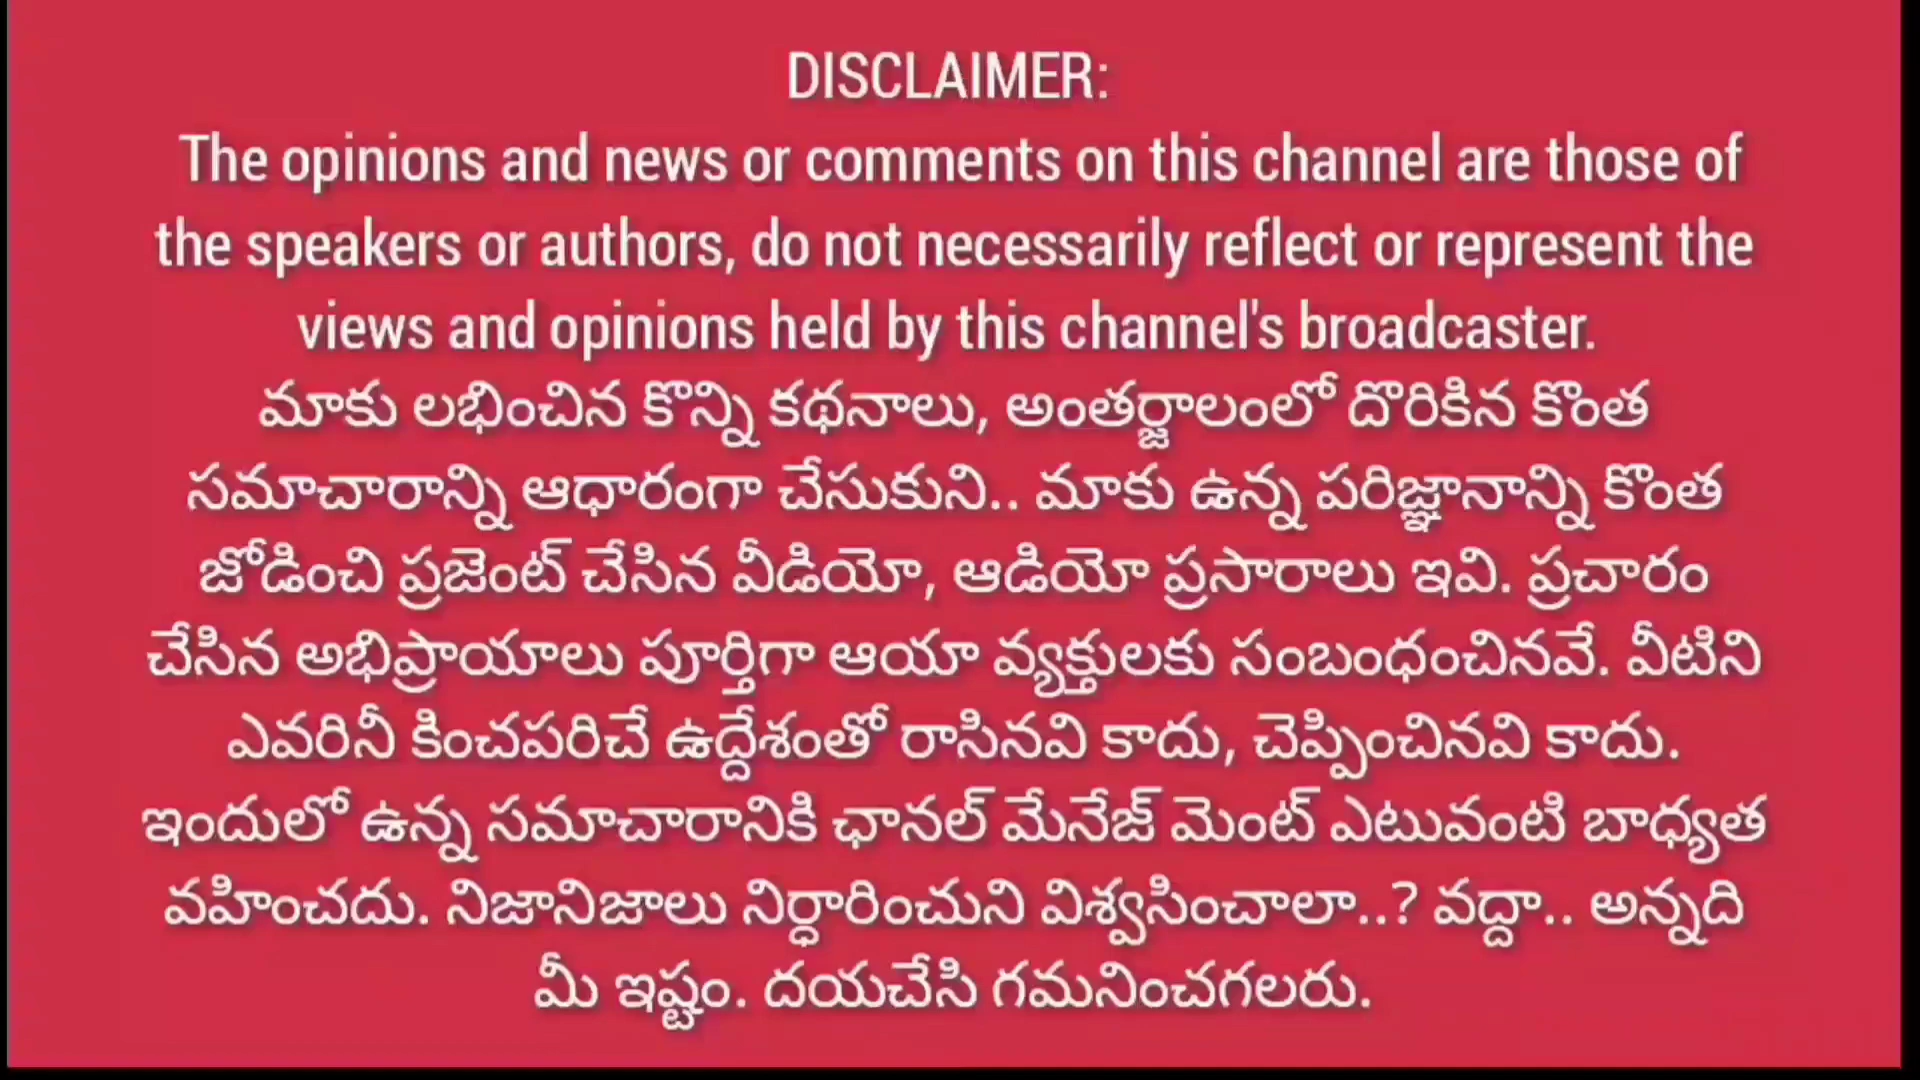 DISCLAIMER:
The opinions and news or comments on this channel are those of
the speakers or authors, do not necessarily reflect or represent the
views and opinions held by this channel's broadcaster.
మాకు లభించిన కొన్ని కథనాలు, అంతర్జాలంలో దొరికిన కొంత
సమాచారాన్ని ఆధారంగా చేసుకుని.. మాకు ఉన్న పరిజ్ఞానాన్ని కొంత
జోడించి ప్రజెంట్ చేసిన వీడియో, ఆడియో ప్రసారాలు ఇవి. ప్రచారం
చేసిన అభిప్రాయాలు పూర్తిగా ఆయా వ్యక్తులకు సంబంధంచినవే. వీటిని
ఎవరినీ కించపరిచే ఉద్దేశంతో రాసినవి కాదు, చెప్పించినవి కాదు.
ఇందులో ఉన్న సమాచారానికి ఛానల్ మేనేజ్ మెంట్ ఎటువంటి బాధ్యత
వహించదు. నిజానిజాలు నిర్ధారించుని విశ్వసించాలా..? వద్దా.. అన్నది
మీ ఇష్టం. దయచేసి గమనించగలరు.